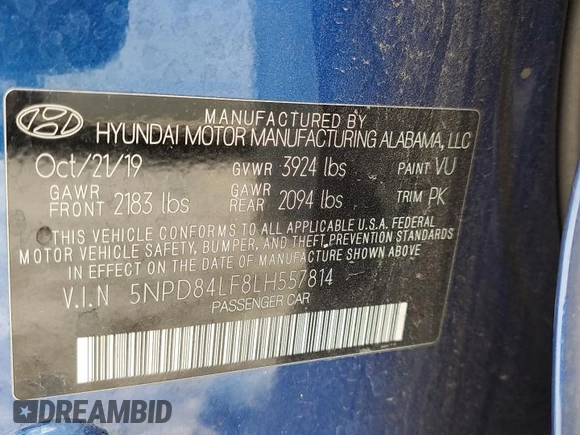 MANUFACTURED BY
HYUNDAI MOTOR MANUFACTURING ALABAMA, LLC
Oct/21/19 GVWR 3924 lbs PAINT VU
GAWR FRONT 2183 lbs GAWR REAR 2094 lbs TRIM PK
THIS VEHICLE CONFORMS TO ALL APPLICABLE U.S.A. FEDERAL
MOTOR VEHICLE SAFETY, BUMPER, AND THEFT PREVENTION
STANDARDS IN EFFECT ON THE DATE OF MANUFACTURE
SHOWN ABOVE
V.I.N 5NPD84LF8LH557814
PASSENGER CAR
DREAMBID